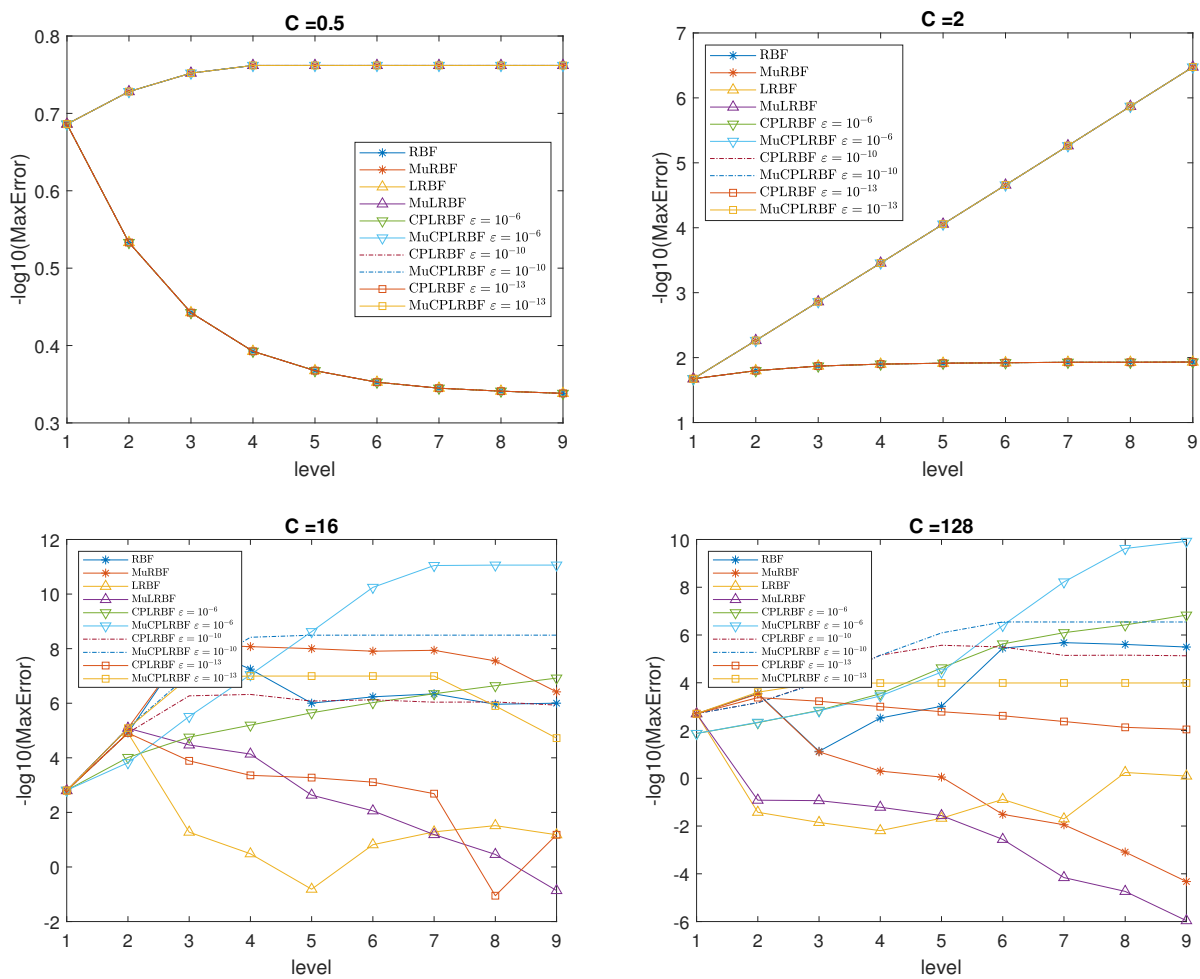 C =0.5
0.8
0.7
0.6
0.5
0.4
0.3
-log10(MaxError)
RBF
MuRBF
LRBF
MuLRBF
CPLRBF ε = 10⁻⁶
MuCPLRBF ε = 10⁻⁶
CPLRBF ε = 10⁻¹⁰
MuCPLRBF ε = 10⁻¹⁰
CPLRBF ε = 10⁻¹³
MuCPLRBF ε = 10⁻¹³
1 2 3 4 5 6 7 8 9
level
C =2
7
6
5
4
3
2
1
-log10(MaxError)
RBF
MuRBF
LRBF
MuLRBF
CPLRBF ε = 10⁻⁶
MuCPLRBF ε = 10⁻⁶
CPLRBF ε = 10⁻¹⁰
MuCPLRBF ε = 10⁻¹⁰
CPLRBF ε = 10⁻¹³
MuCPLRBF ε = 10⁻¹³
1 2 3 4 5 6 7 8 9
level
C =16
12
10
8
6
4
2
0
-2
-log10(MaxError)
RBF
MuRBF
LRBF
MuLRBF
CPLRBF ε = 10⁻⁶
MuCPLRBF ε = 10⁻⁶
CPLRBF ε = 10⁻¹⁰
MuCPLRBF ε = 10⁻¹⁰
CPLRBF ε = 10⁻¹³
MuCPLRBF ε = 10⁻¹³
1 2 3 4 5 6 7 8 9
level
C =128
10
8
6
4
2
0
-2
-4
-6
-log10(MaxError)
RBF
MuRBF
LRBF
MuLRBF
CPLRBF ε = 10⁻⁶
MuCPLRBF ε = 10⁻⁶
CPLRBF ε = 10⁻¹⁰
MuCPLRBF ε = 10⁻¹⁰
CPLRBF ε = 10⁻¹³
MuCPLRBF ε = 10⁻¹³
1 2 3 4 5 6 7 8 9
level